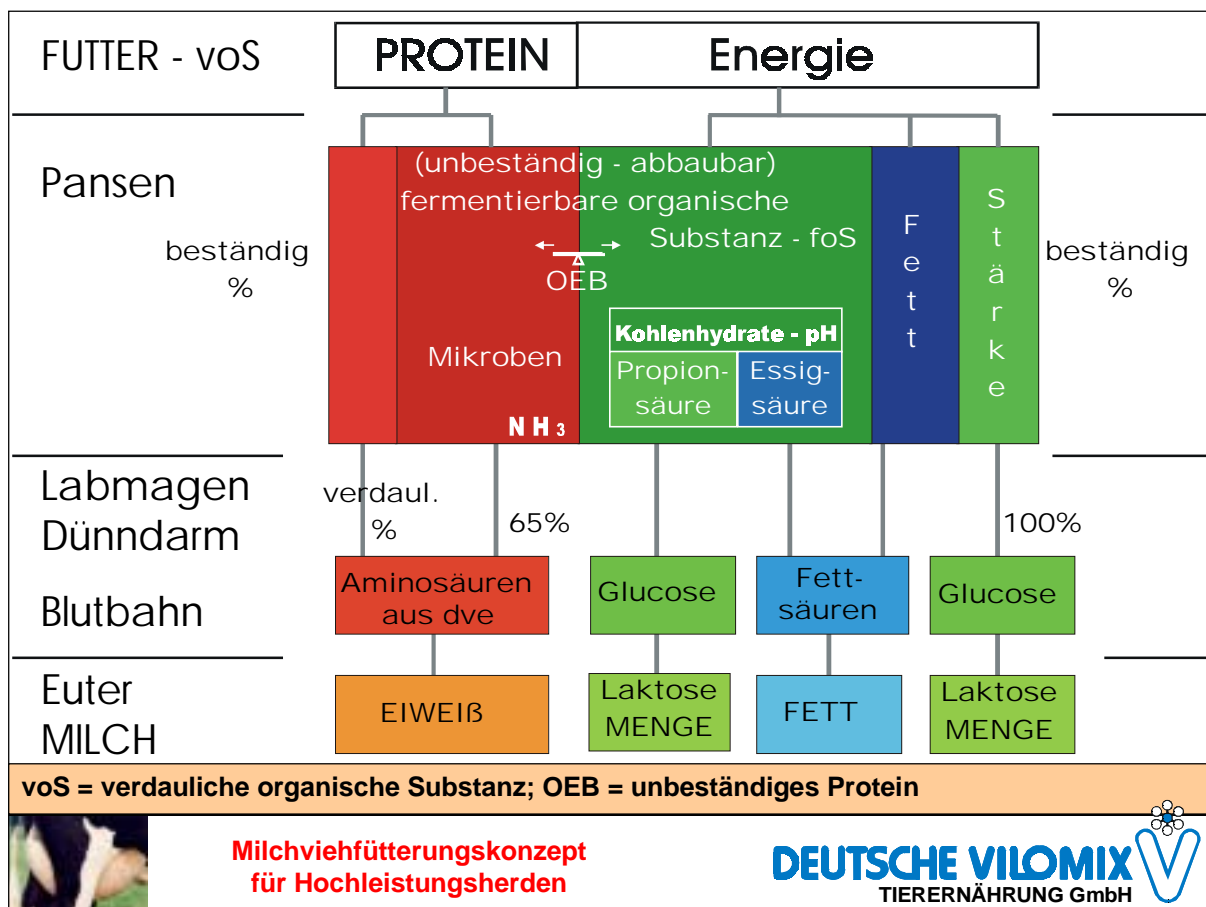 FUTTER - voS
PROTEIN
Energie
Pansen
(unbeständig - abbaubar)
fermentierbare organische
Substanz - foS
beständig
%
OEB
Mikroben
NH3
Kohlenhydrate - pH
Propion-
säure
Essig-
säure
Fett
Stärke
beständig
%
Labmagen
Dünndarm
verdaul.
%
65%
100%
Blutbahn
Aminosäuren
aus dve
Glucose
Fett-
säuren
Glucose
Euter
MILCH
EIWEIß
Laktose
MENGE
FETT
Laktose
MENGE
voS = verdauliche organische Substanz; OEB = unbeständiges Protein
Milchviehfütterungskonzept
für Hochleistungsherden
DEUTSCHE VILOMIX
TIERERNÄHRUNG GmbH